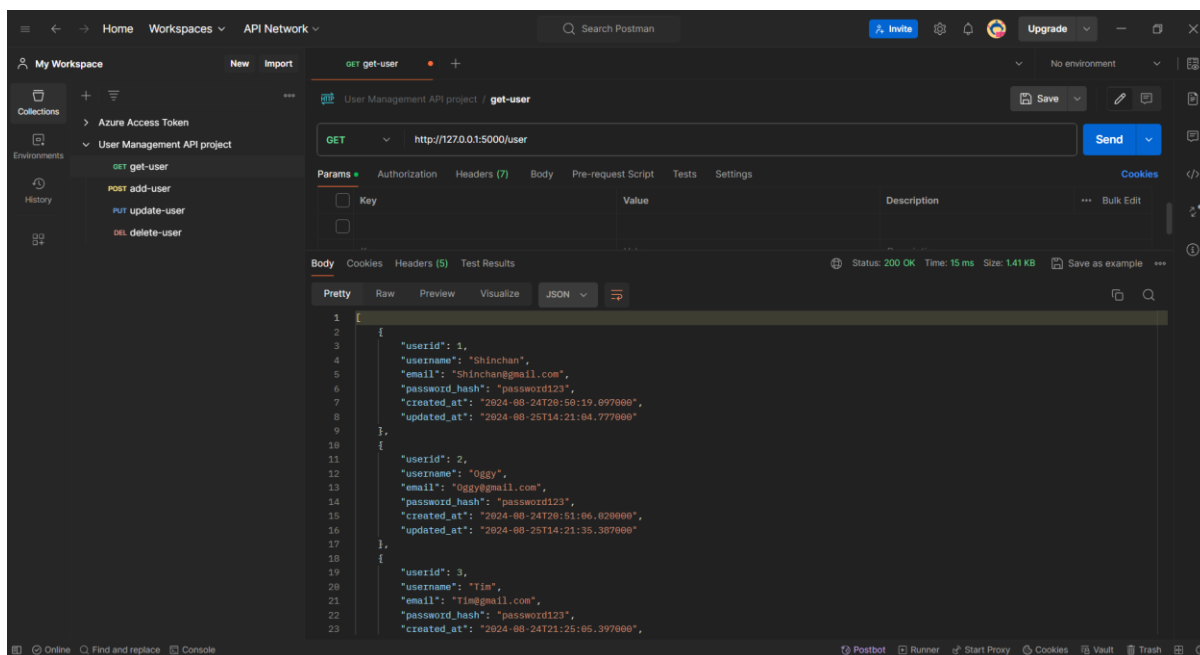 Home Workspaces API Network Search Postman Invite Upgrade
My Workspace New Import GET get-user No environment
Collections
Environments
History
Azure Access Token
User Management API project
GET get-user
POST add-user
PUT update-user
DEL delete-user
HTTP User Management API project / get-user Save
GET http://127.0.0.1:5000/user Send
Params Authorization Headers (7) Body Pre-request Script Tests Settings Cookies
Key Value Description Bulk Edit
Body Cookies Headers (5) Test Results Status: 200 OK Time: 15 ms Size: 1.41 KB Save as example
Pretty Raw Preview Visualize JSON
1 [
2 {
3 "userid": 1,
4 "username": "Shinchan",
5 "email": "Shinchan@gmail.com",
6 "password_hash": "password123",
7 "created_at": "2024-08-24T20:50:19.097000",
8 "updated_at": "2024-08-25T14:21:04.777000"
9 },
10 {
11 "userid": 2,
12 "username": "Oggy",
13 "email": "Oggy@gmail.com",
14 "password_hash": "password123",
15 "created_at": "2024-08-24T20:51:06.020000",
16 "updated_at": "2024-08-25T14:21:35.387000"
17 },
18 {
19 "userid": 3,
20 "username": "Tim",
21 "email": "Tim@gmail.com",
22 "password_hash": "password123",
23 "created_at": "2024-08-24T21:25:05.397000",
Online Find and replace Console Postbot Runner Start Proxy Cookies Vault Trash